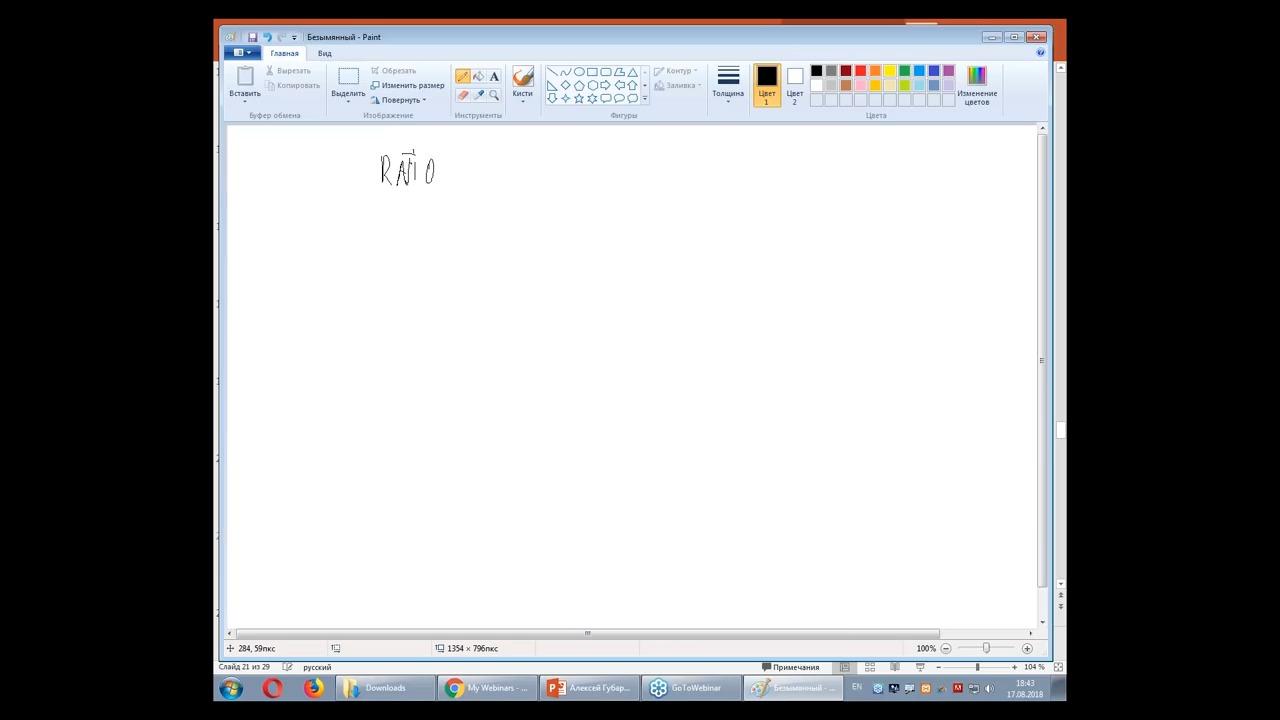 Безымянный - Paint
Главная Вид
Вставить
Вырезать
Копировать
Буфер обмена
Выделить
Обрезать
Изменить размер
Повернуть
Изображение
A
Инструменты
Кисти
Контур
Заливка
Фигуры
Толщина
Цвет 1
Цвет 2
Изменение цветов
Цвета
RATIO
284, 59пкс 1354 × 796пкс 100%
Слайд 21 из 29 русский Примечания 104 %
Downloads My Webinars - ... Алексей Губар... GoToWebinar Безымянный - ... EN 18:43
17.08.2018